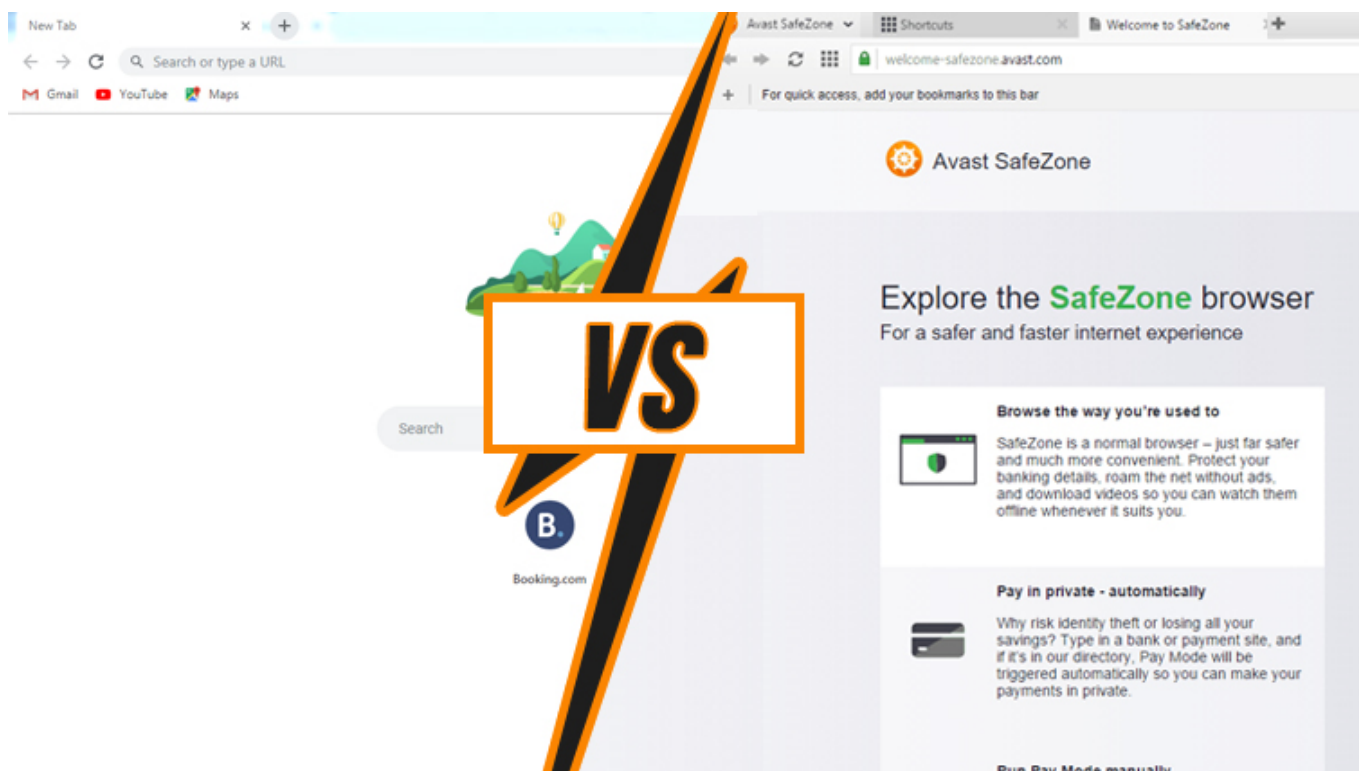 New Tab
Search or type a URL
Gmail YouTube Maps
Search
B.
Booking.com
VS
Avast SafeZone Shortcuts Welcome to SafeZone
welcome-safezone.avast.com
For quick access, add your bookmarks to this bar
Avast SafeZone
Explore the SafeZone browser
For a safer and faster internet experience
Browse the way you're used to
SafeZone is a normal browser – just far safer
and much more convenient. Protect your
banking details, roam the net without ads,
and download videos so you can watch them
offline whenever it suits you.
Pay in private - automatically
Why risk identity theft or losing all your
savings? Type in a bank or payment site, and
if it's in our directory, Pay Mode will be
triggered automatically so you can make your
payments in private.
Run Pay Mode manually